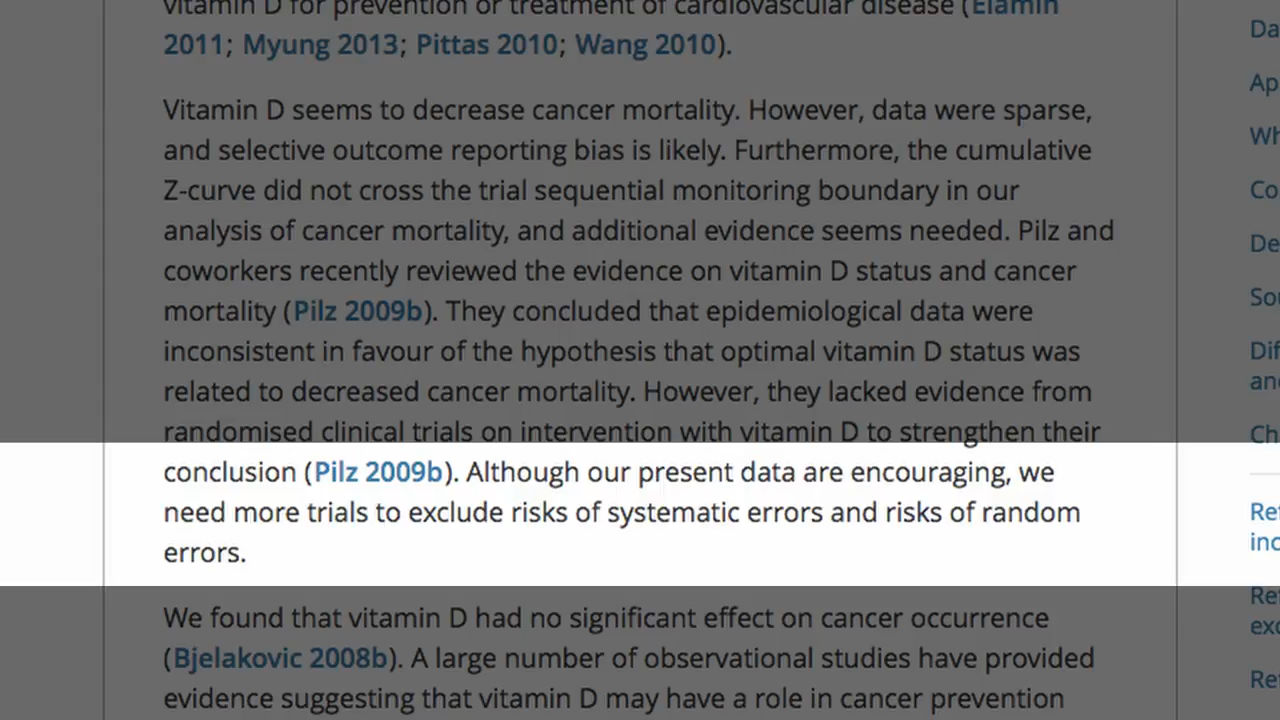 vitamin D for prevention or treatment of cardiovascular disease (Elamin
2011; Myung 2013; Pittas 2010; Wang 2010).
Vitamin D seems to decrease cancer mortality. However, data were sparse,
and selective outcome reporting bias is likely. Furthermore, the cumulative
Z-curve did not cross the trial sequential monitoring boundary in our
analysis of cancer mortality, and additional evidence seems needed. Pilz and
coworkers recently reviewed the evidence on vitamin D status and cancer
mortality (Pilz 2009b). They concluded that epidemiological data were
inconsistent in favour of the hypothesis that optimal vitamin D status was
related to decreased cancer mortality. However, they lacked evidence from
randomised clinical trials on intervention with vitamin D to strengthen their
conclusion (Pilz 2009b). Although our present data are encouraging, we
need more trials to exclude risks of systematic errors and risks of random
errors.
We found that vitamin D had no significant effect on cancer occurrence
(Bjelakovic 2008b). A large number of observational studies have provided
evidence suggesting that vitamin D may have a role in cancer prevention
Da
Ap
Wh
Co
De
Sou
Dif
and
Ch
Ref
inc
Ref
exc
Ref